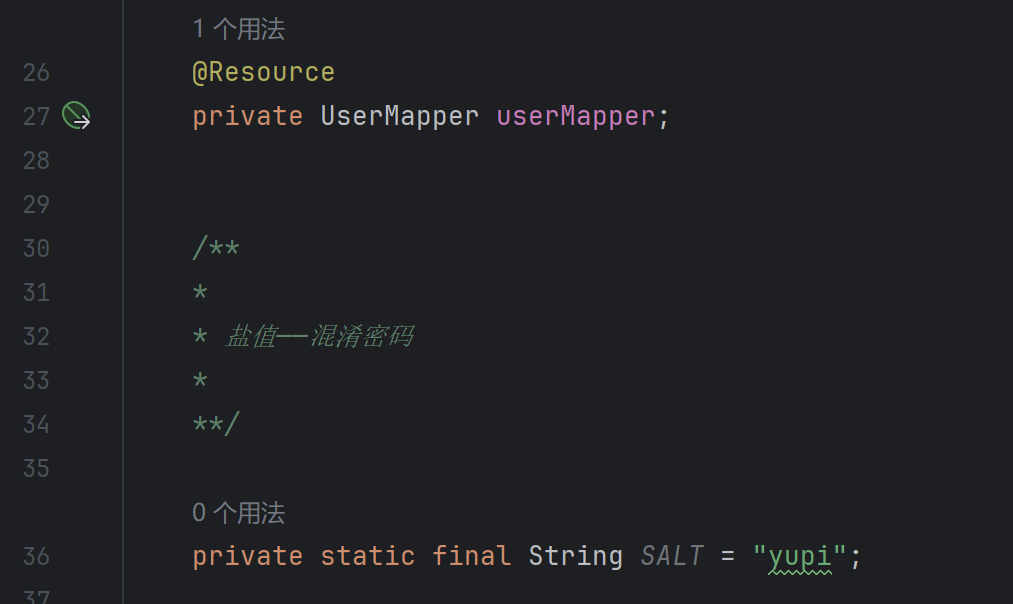 1 个用法
26 @Resource
27 private UserMapper userMapper;
28
29
30 /**
31 *
32 * 盐值——混淆密码
33 *
34 **/
35
0 个用法
36 private static final String SALT = "yupi";
37